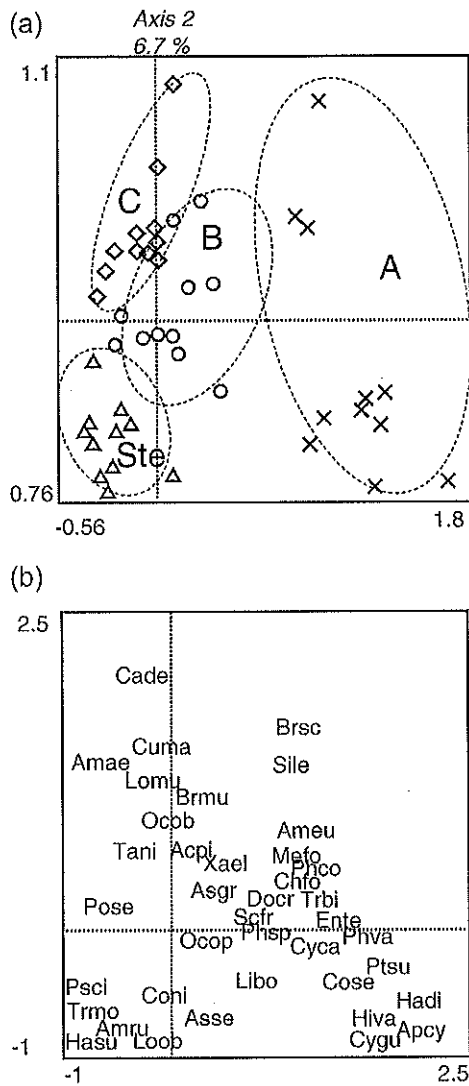 (a)
Axis 2
6.7 %
1.1
C
B
A
Ste
0.76
-0.56
1.8
(b)
2.5
Cade
Brsc
Cuma
Amae
Sile
Lomu
Brmu
Ocob
Ameu
Tani
Acpi
Mefo
Xael
Phco
Chfo
Asgr
Docr
Trbi
Pose
Scfr
Ente
Phsp
Phva
Ocop
Cyca
Ptsu
Libo
Cose
Psci
Coni
Hadi
Trmo
Asse
Hiva
Amru
Apcy
Hasu
Loob
Cygu
-1
-1
2.5